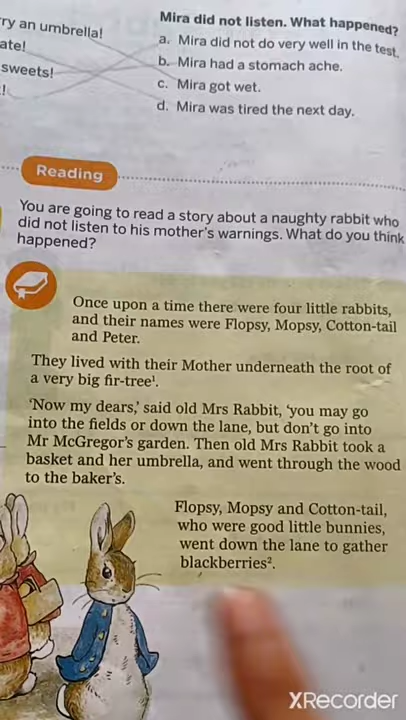 ry an umbrella!
ate!
sweets!
!
Mira did not listen. What happened?
a. Mira did not do very well in the test.
b. Mira had a stomach ache.
c. Mira got wet.
d. Mira was tired the next day.
Reading
You are going to read a story about a naughty rabbit who
did not listen to his mother's warnings. What do you think
happened?
Once upon a time there were four little rabbits,
and their names were Flopsy, Mopsy, Cotton-tail
and Peter.
They lived with their Mother underneath the root of
a very big fir-tree¹.
‘Now my dears,’ said old Mrs Rabbit, ‘you may go
into the fields or down the lane, but don't go into
Mr McGregor's garden. Then old Mrs Rabbit took a
basket and her umbrella, and went through the wood
to the baker's.
Flopsy, Mopsy and Cotton-tail,
who were good little bunnies,
went down the lane to gather
blackberries².
XRecorder